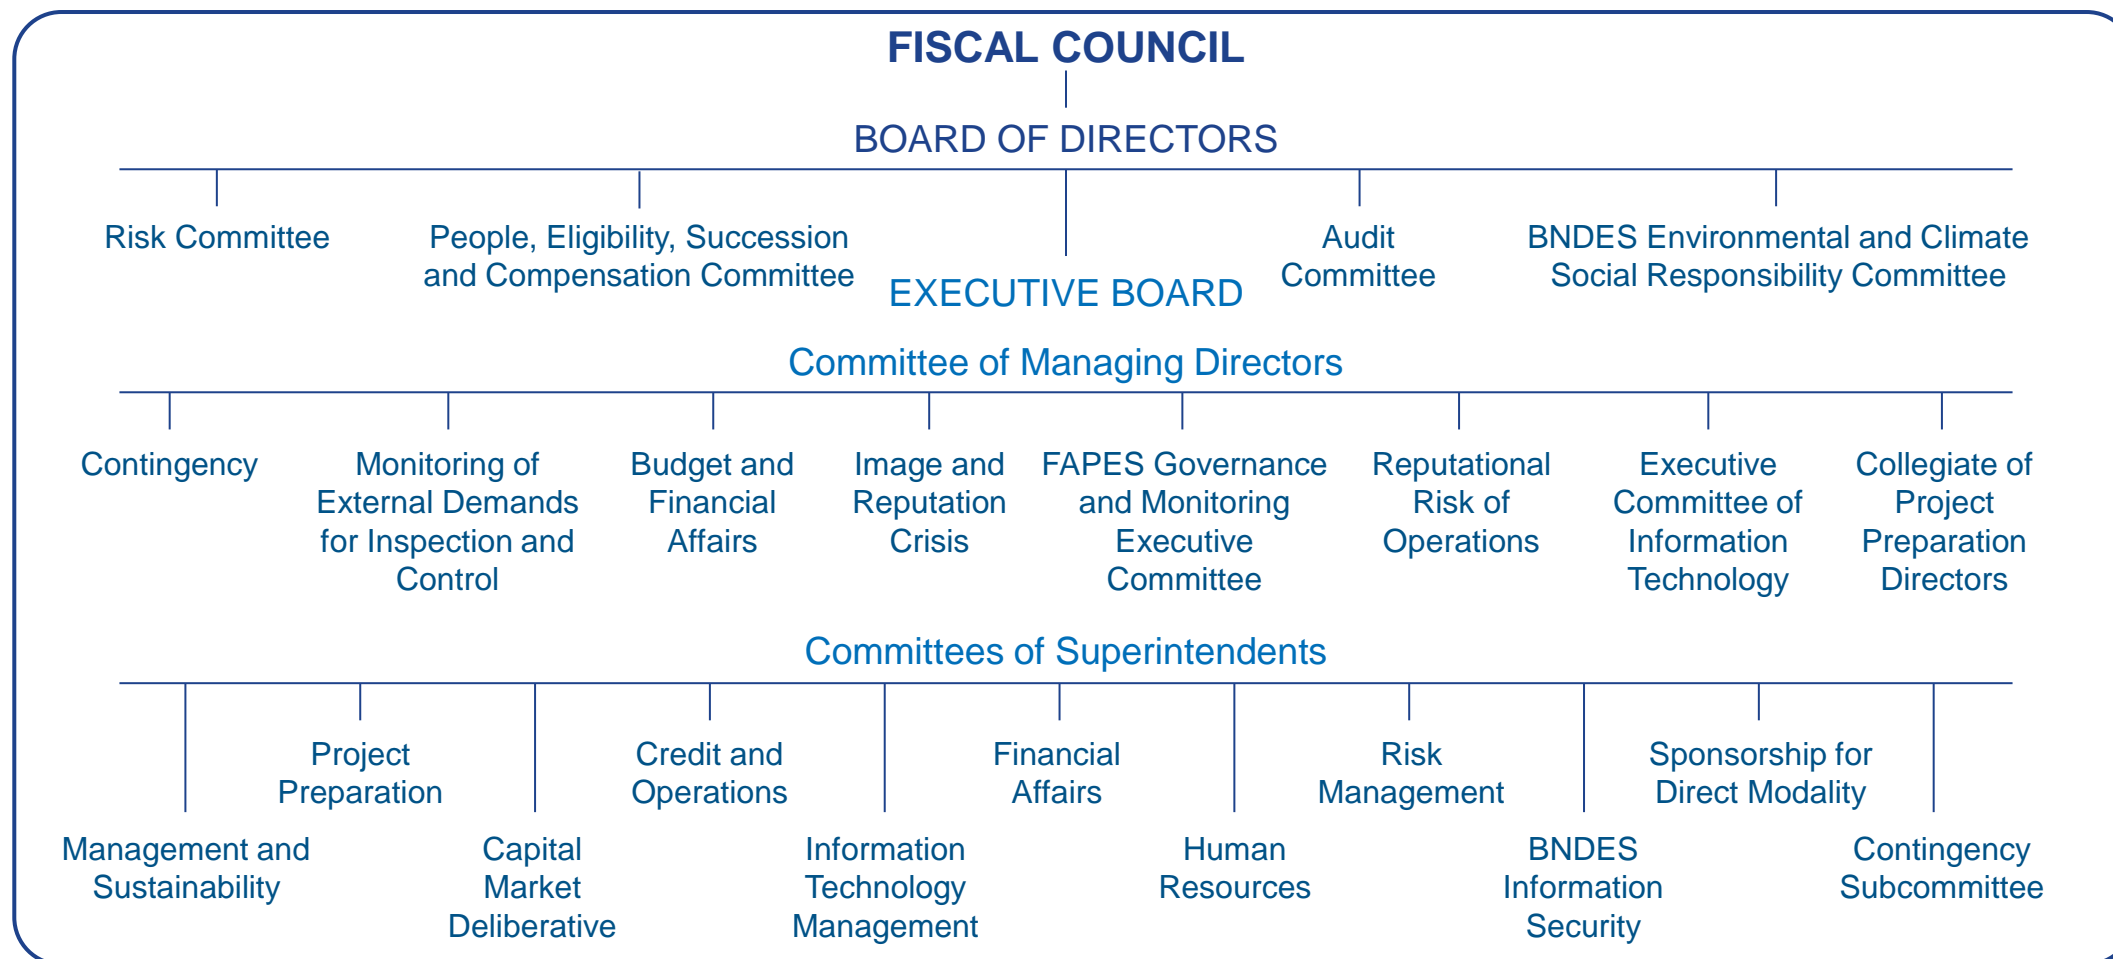 FISCAL COUNCIL
BOARD OF DIRECTORS
Risk Committee
People, Eligibility, Succession
and Compensation Committee
Audit
Committee
BNDES Environmental and Climate
Social Responsibility Committee
EXECUTIVE BOARD
Committee of Managing Directors
Contingency
Monitoring of
External Demands
for Inspection and
Control
Budget and
Financial
Affairs
Image and
Reputation
Crisis
FAPES Governance
and Monitoring
Executive
Committee
Reputational
Risk of
Operations
Executive
Committee of
Information
Technology
Collegiate of
Project
Preparation
Directors
Committees of Superintendents
Management and
Sustainability
Project
Preparation
Capital
Market
Deliberative
Credit and
Operations
Information
Technology
Management
Financial
Affairs
Human
Resources
Risk
Management
BNDES
Information
Security
Sponsorship for
Direct Modality
Contingency
Subcommittee